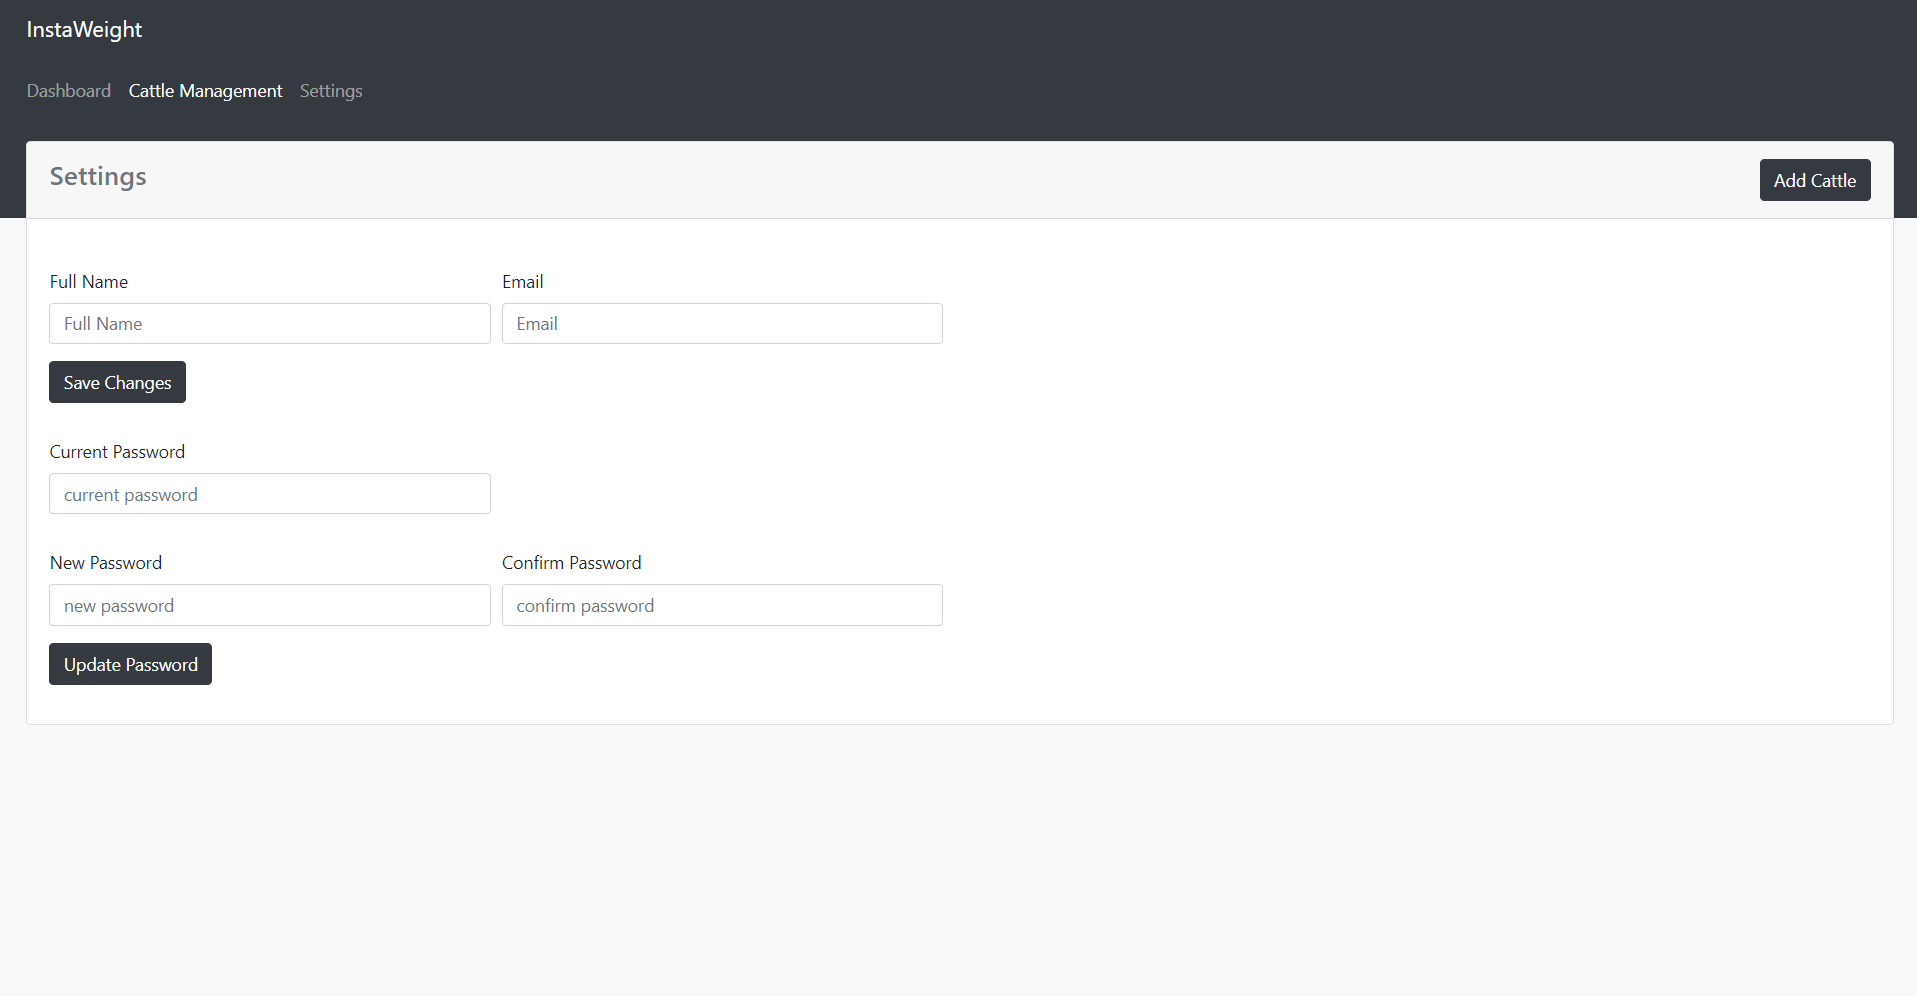 InstaWeight
Dashboard Cattle Management Settings
Settings
Add Cattle
Full Name Email
Full Name Email
Save Changes
Current Password
current password
New Password Confirm Password
new password confirm password
Update Password